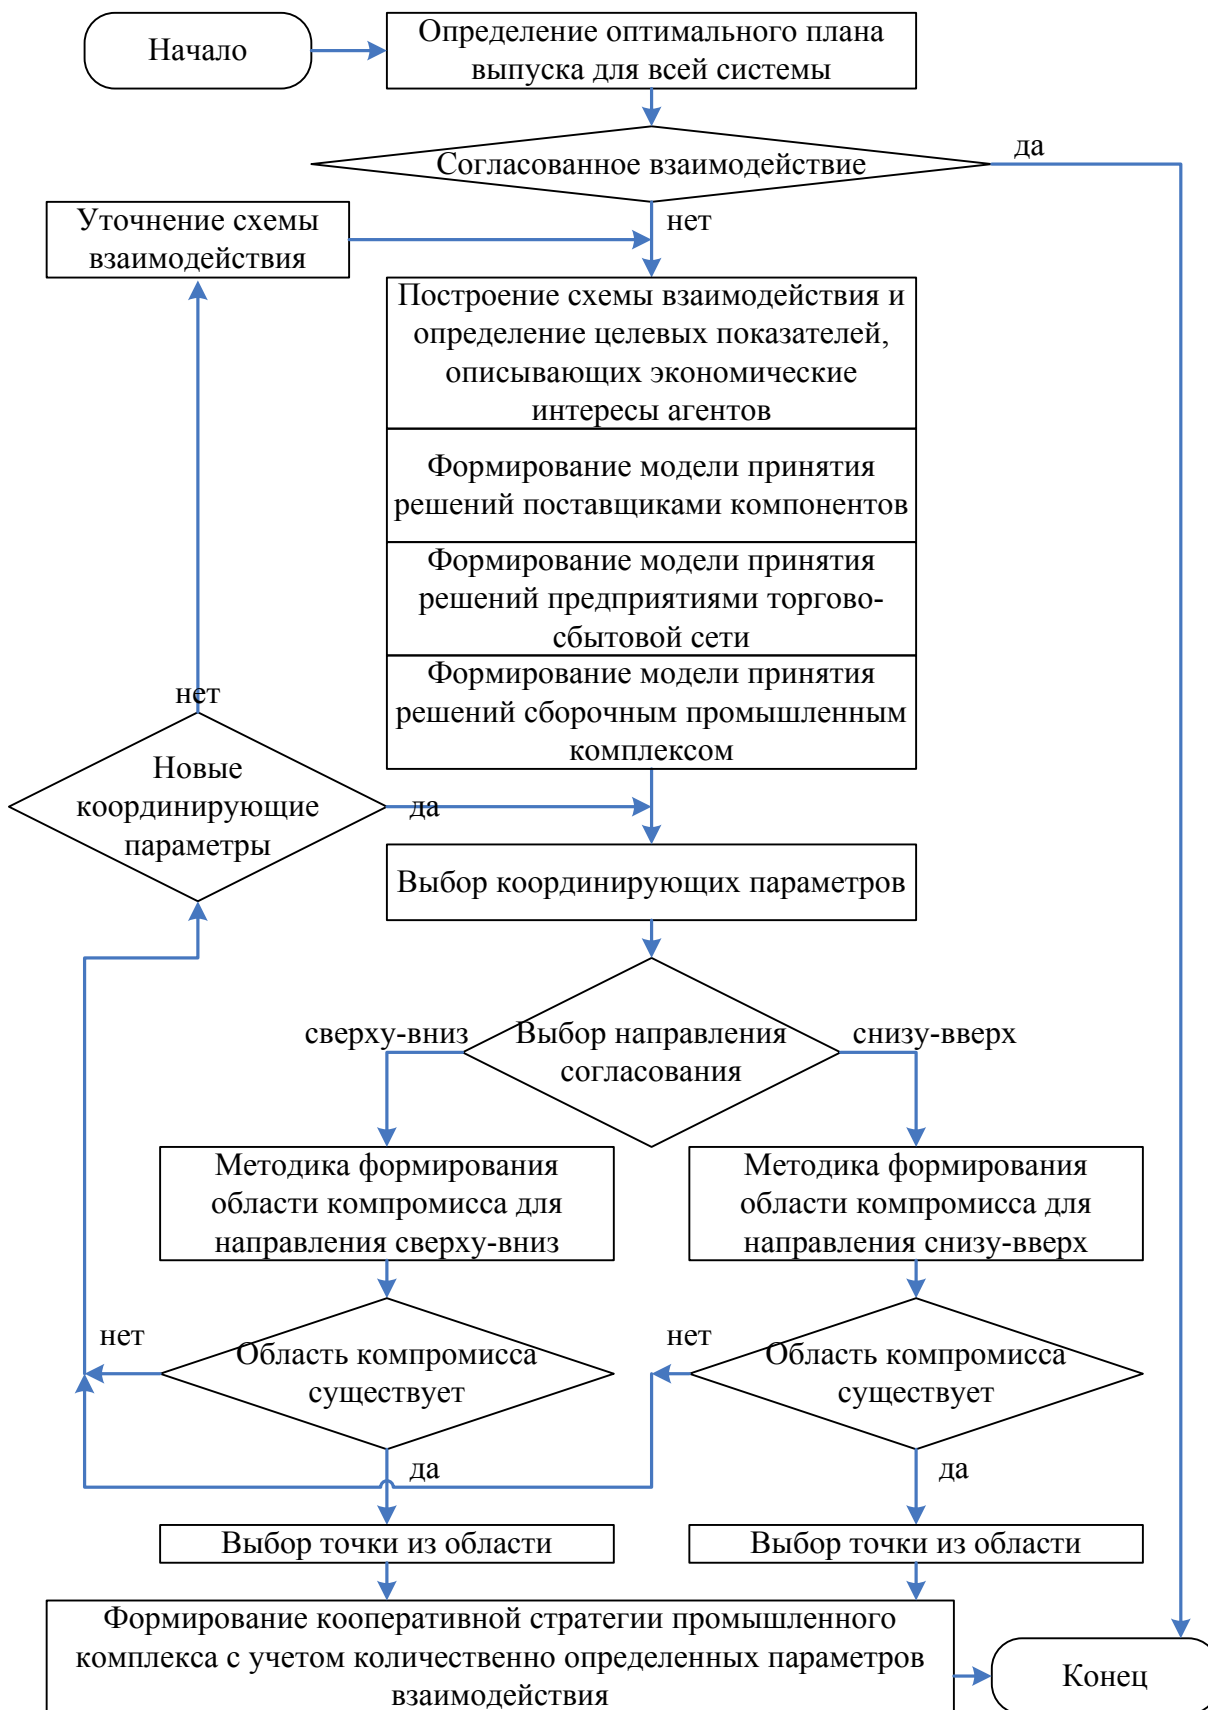 Начало
Определение оптимального плана
выпуска для всей системы
Согласованное взаимодействие
да
нет
Уточнение схемы
взаимодействия
Построение схемы взаимодействия и
определение целевых показателей,
описывающих экономические
интересы агентов
Формирование модели принятия
решений поставщиками компонентов
Формирование модели принятия
решений предприятиями торгово-
сбытовой сети
Формирование модели принятия
решений сборочным промышленным
комплексом
нет
Новые
координирующие
параметры
да
Выбор координирующих параметров
сверху-вниз
Выбор направления
согласования
снизу-вверх
Методика формирования
области компромисса для
направления сверху-вниз
Методика формирования
области компромисса для
направления снизу-вверх
нет
Область компромисса
существует
нет
Область компромисса
существует
да
да
Выбор точки из области
Выбор точки из области
Формирование кооперативной стратегии промышленного
комплекса с учетом количественно определенных параметров
взаимодействия
Конец